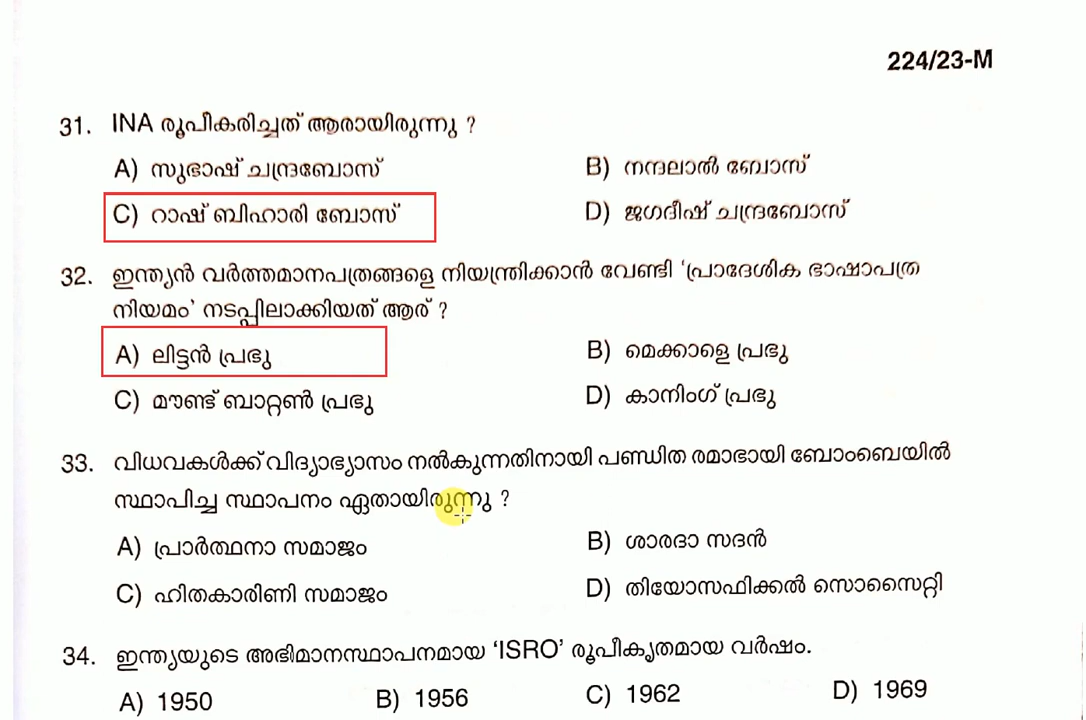 224/23-M
31. INA രൂപീകരിച്ചത് ആരായിരുന്നു ?
A) സുഭാഷ് ചന്ദ്രബോസ് B) നന്ദലാൽ ബോസ്
C) റാഷ് ബിഹാരി ബോസ് D) ജഗദീഷ് ചന്ദ്രബോസ്
32. ഇന്ത്യൻ വർത്തമാനപത്രങ്ങളെ നിയന്ത്രിക്കാൻ വേണ്ടി ‘പ്രാദേശിക ഭാഷാപത്ര
നിയമം’ നടപ്പിലാക്കിയത് ആര് ?
A) ലിട്ടൻ പ്രഭു B) മെക്കാളെ പ്രഭു
C) മൗണ്ട് ബാറ്റൺ പ്രഭു D) കാനിംഗ് പ്രഭു
33. വിധവകൾക്ക് വിദ്യാഭ്യാസം നൽകുന്നതിനായി പണ്ഡിത രമാഭായി ബോംബെയിൽ
സ്ഥാപിച്ച സ്ഥാപനം ഏതായിരുന്നു ?
A) പ്രാർത്ഥനാ സമാജം B) ശാരദാ സദൻ
C) ഹിതകാരിണി സമാജം D) തിയോസഫിക്കൽ സൊസൈറ്റി
34. ഇന്ത്യയുടെ അഭിമാനസ്ഥാപനമായ ‘ISRO’ രൂപീകൃതമായ വർഷം.
A) 1950 B) 1956 C) 1962 D) 1969